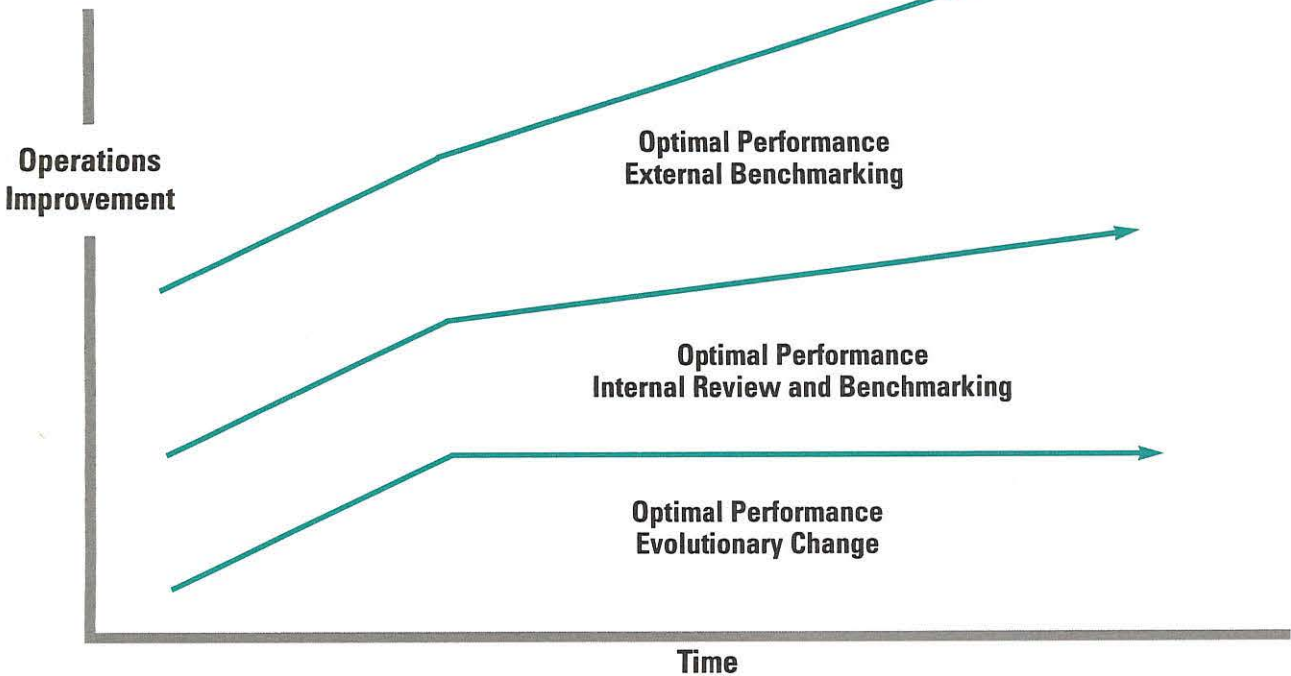 Operations
Improvement
Optimal Performance
External Benchmarking
Optimal Performance
Internal Review and Benchmarking
Optimal Performance
Evolutionary Change
Time